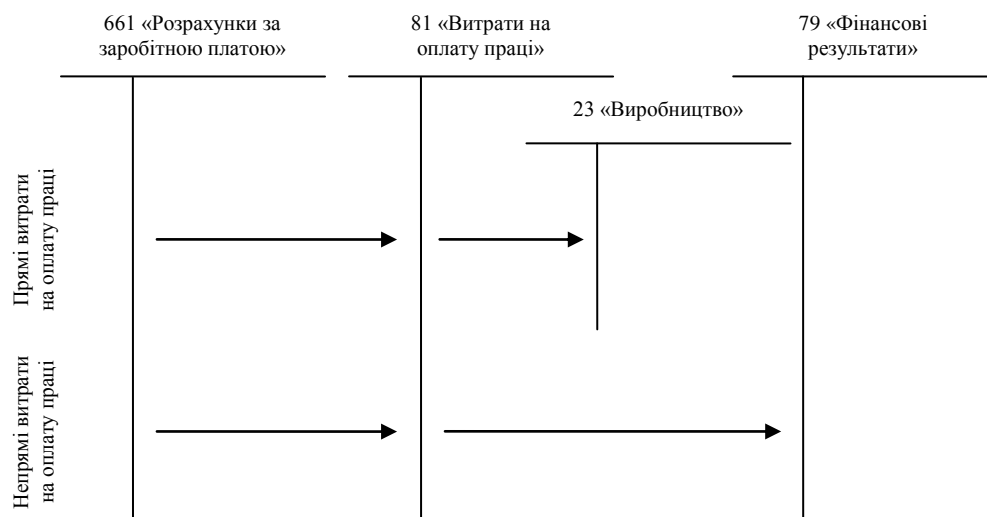 661 «Розрахунки за
заробітною платою»
81 «Витрати на
оплату праці»
79 «Фінансові
результати»
23 «Виробництво»
Прямі витрати
на оплату праці
Непрямі витрати
на оплату праці